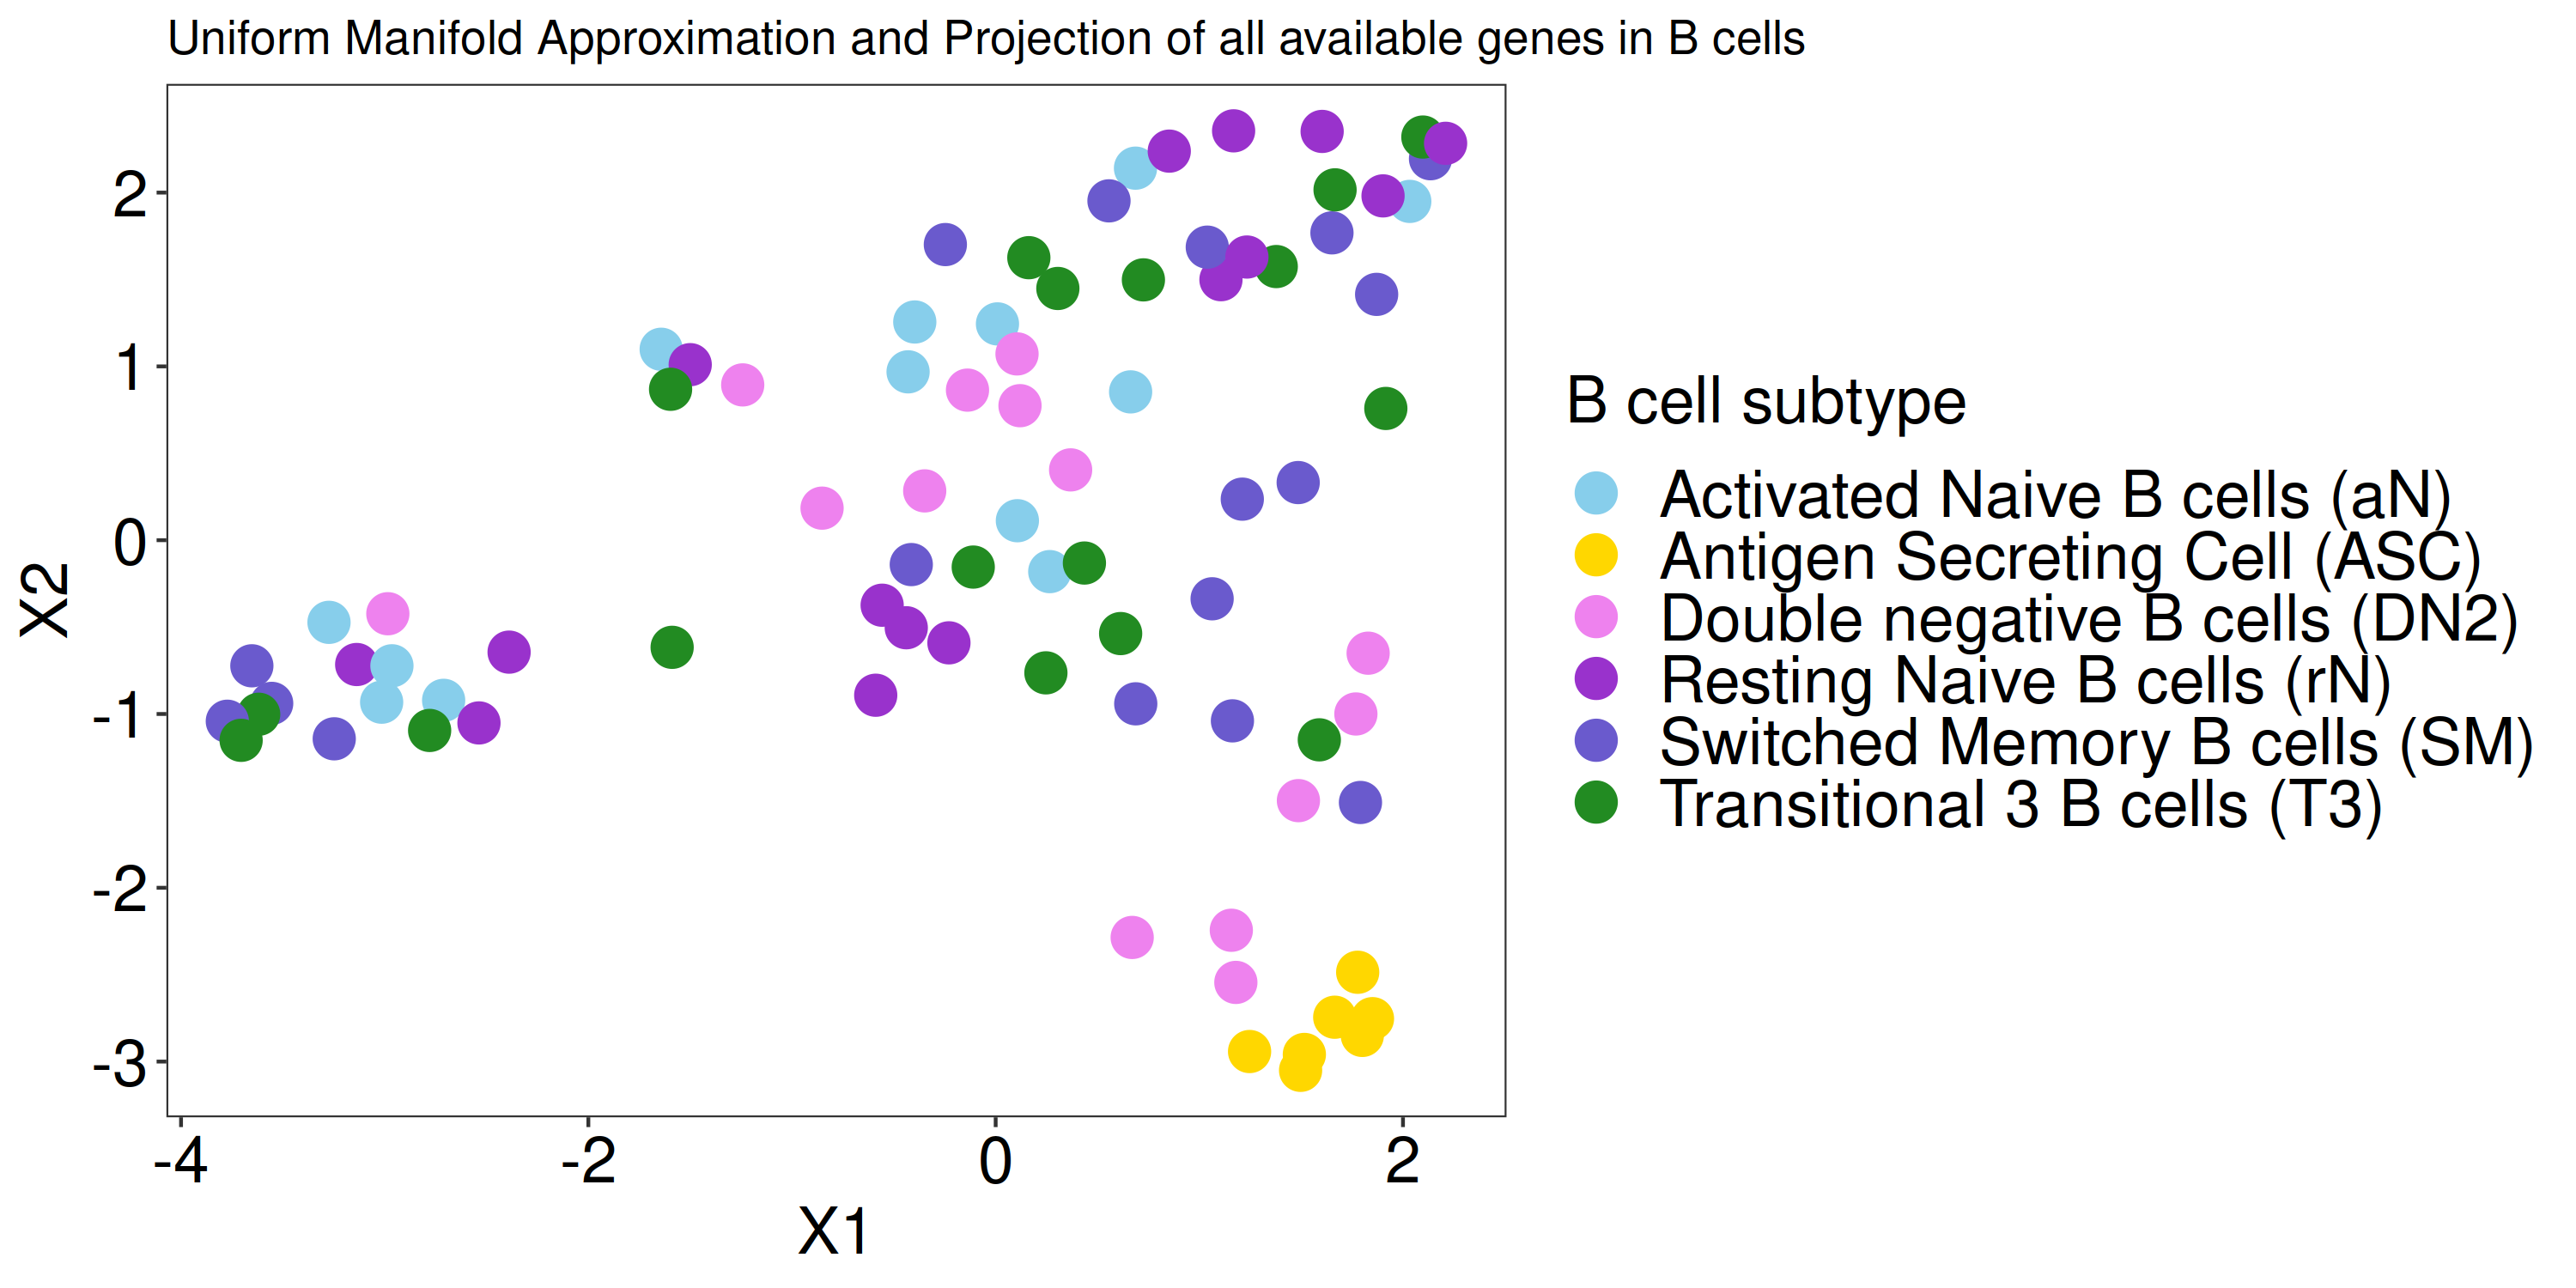 Uniform Manifold Approximation and Projection of all available genes in B cells
2
1
0
-1
-2
-3
X2
-4 -2 0 2
X1
B cell subtype
Activated Naive B cells (aN)
Antigen Secreting Cell (ASC)
Double negative B cells (DN2)
Resting Naive B cells (rN)
Switched Memory B cells (SM)
Transitional 3 B cells (T3)